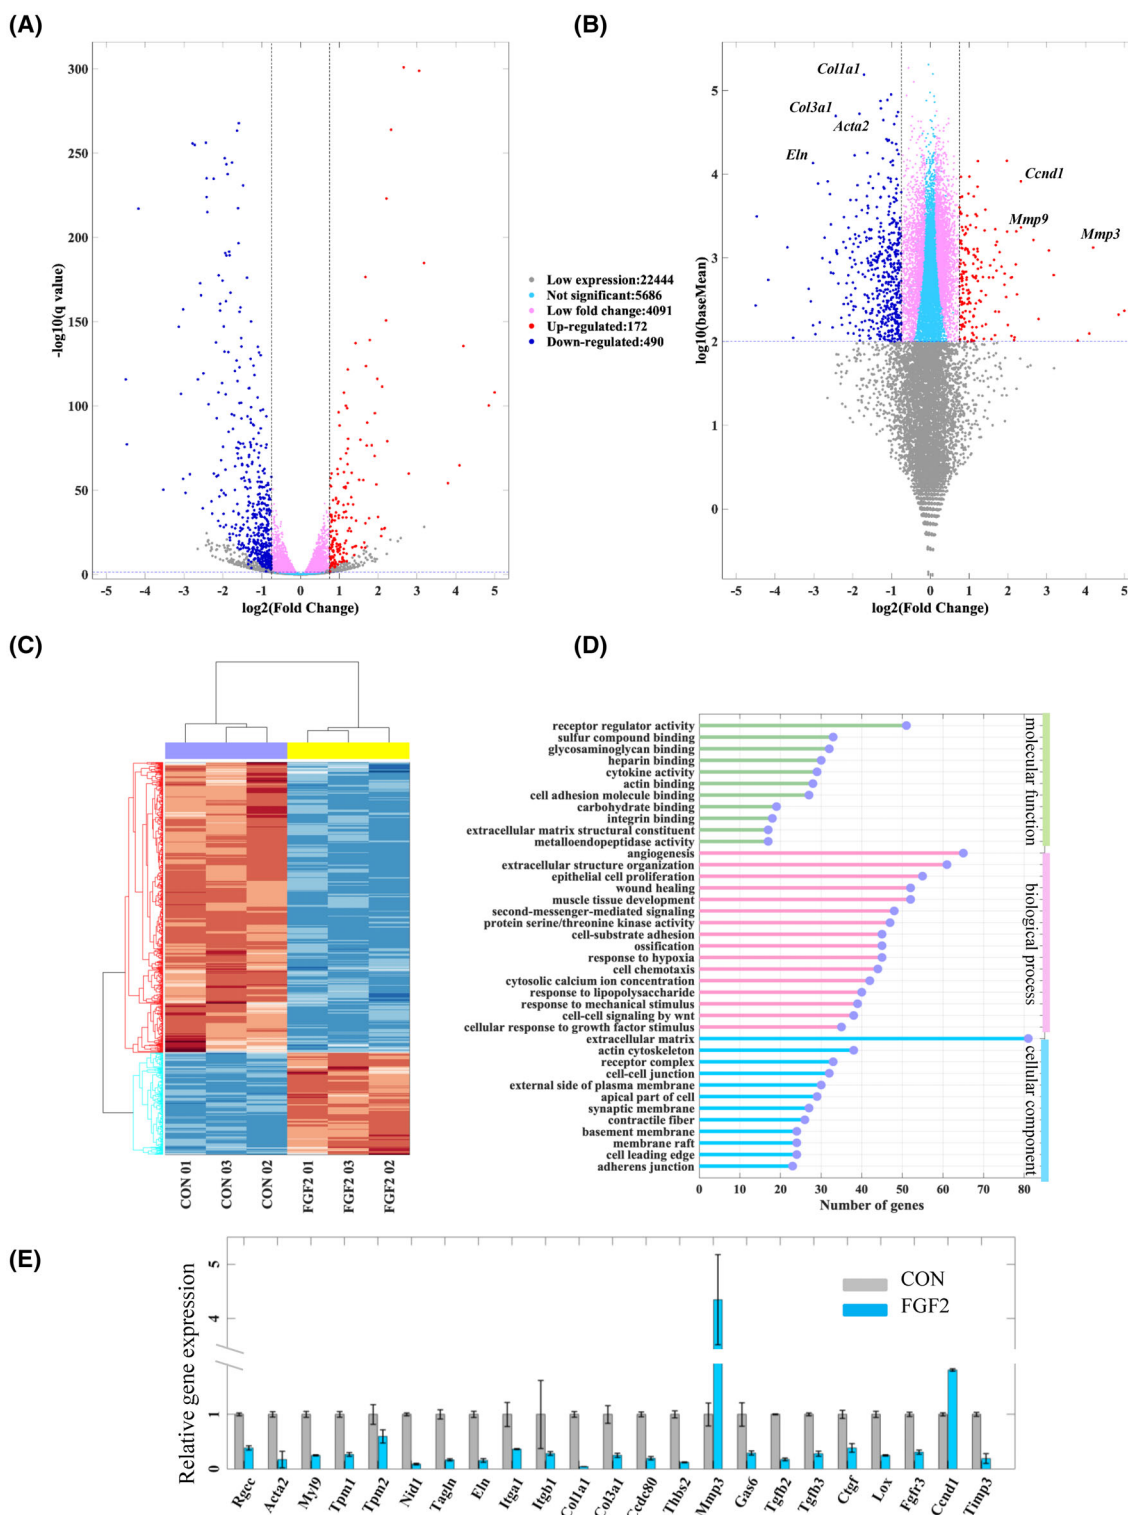 (A)
300
250
200
150
100
50
0
-log10(q value)
-5 -4 -3 -2 -1 0 1 2 3 4 5
log2(Fold Change)
Low expression:22444
Not significant:5686
Low fold change:4091
Up-regulated:172
Down-regulated:490
(B)
Col1a1
Col3a1
Acta2
Eln
Ccnd1
Mmp9
Mmp3
5
4
3
2
1
0
log10(baseMean)
-5 -4 -3 -2 -1 0 1 2 3 4 5
log2(Fold Change)
(C)
CON 01
CON 03
CON 02
FGF2 01
FGF2 03
FGF2 02
(D)
receptor regulator activity
sulfur compound binding
glycosaminoglycan binding
heparin binding
cytokine activity
actin binding
cell adhesion molecule binding
carbohydrate binding
integrin binding
extracellular matrix structural constituent
metalloendopeptidase activity
angiogenesis
extracellular structure organization
epithelial cell proliferation
wound healing
muscle tissue development
second-messenger-mediated signaling
protein serine/threonine kinase activity
cell-substrate adhesion
ossification
response to hypoxia
cell chemotaxis
cytosolic calcium ion concentration
response to lipopolysaccharide
response to mechanical stimulus
cell-cell signaling by wnt
cellular response to growth factor stimulus
extracellular matrix
actin cytoskeleton
receptor complex
cell-cell junction
external side of plasma membrane
apical part of cell
synaptic membrane
contractile fiber
basement membrane
membrane raft
cell leading edge
adherens junction
molecular function
biological process
cellular component
0 10 20 30 40 50 60 70 80
Number of genes
(E)
Relative gene expression
5
4
1
0
CON
FGF2
Rgcc
Acta2
Myl9
Tpm1
Tpm2
Nid1
Tagln
Eln
Itga1
Itgb1
Col1a1
Col3a1
Ccdc80
Thbs2
Mmp3
Gas6
Tgfb2
Tgfb3
Ctgf
Lox
Fgfr3
Ccnd1
Timp3